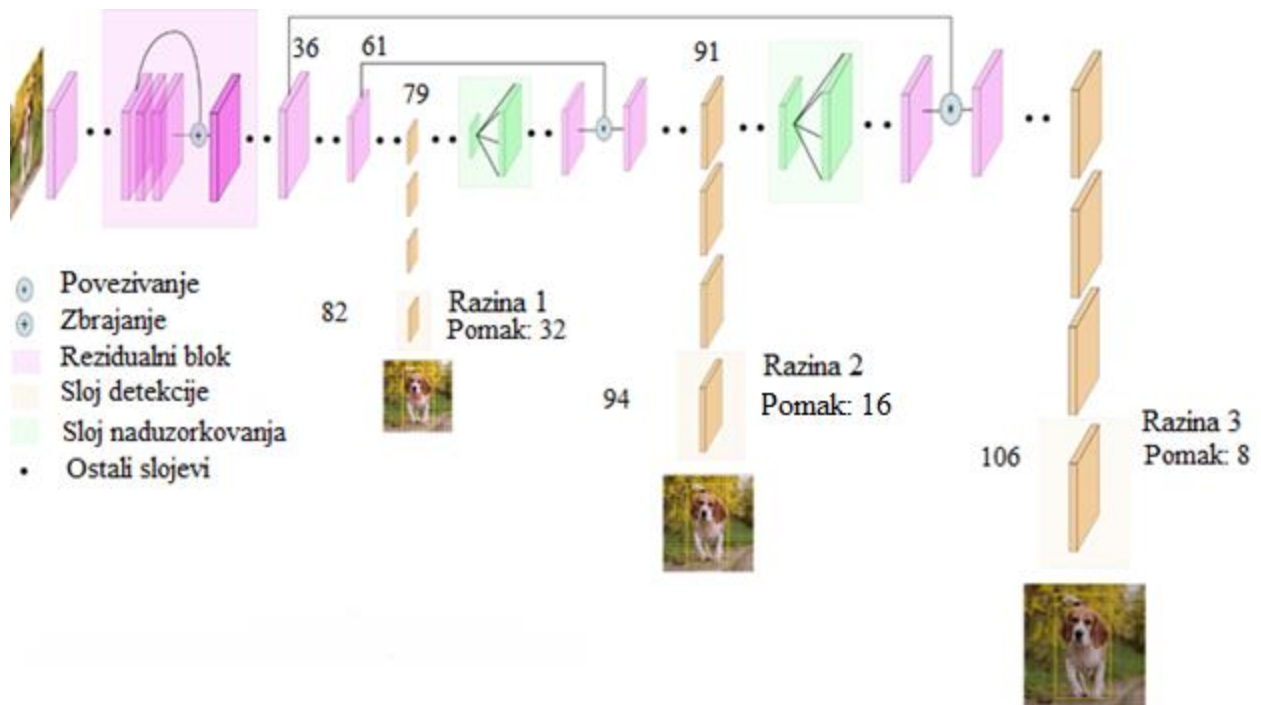 36
61
91
79
Povezivanje
Zbrajanje
Rezidualni blok
Sloj detekcije
Sloj naduzorkovanja
Ostali slojevi
82
Razina 1
Pomak: 32
94
Razina 2
Pomak: 16
106
Razina 3
Pomak: 8